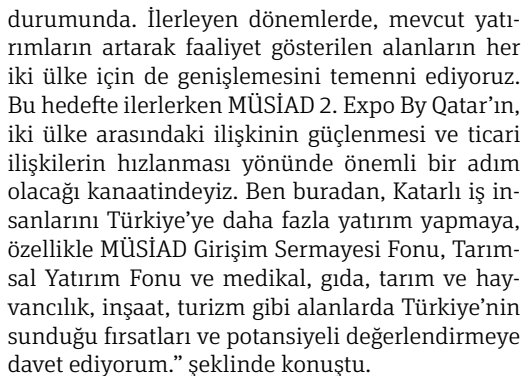 durumunda. İlerleyen dönemlerde, mevcut yatı-
rımların artarak faaliyet gösterilen alanların her
iki ülke için de genişlemesini temenni ediyoruz.
Bu hedefte ilerlerken MÜSİAD 2. Expo By Qatar’ın,
iki ülke arasındaki ilişkinin güçlenmesi ve ticari
ilişkilerin hızlanması yönünde önemli bir adım
olacağı kanaatindeyiz. Ben buradan, Katarlı iş in-
sanlarını Türkiye’ye daha fazla yatırım yapmaya,
özellikle MÜSİAD Girişim Sermayesi Fonu, Tarım-
sal Yatırım Fonu ve medikal, gıda, tarım ve hay-
vancılık, inşaat, turizm gibi alanlarda Türkiye’nin
sunduğu fırsatları ve potansiyeli değerlendirmeye
davet ediyorum.” şeklinde konuştu.